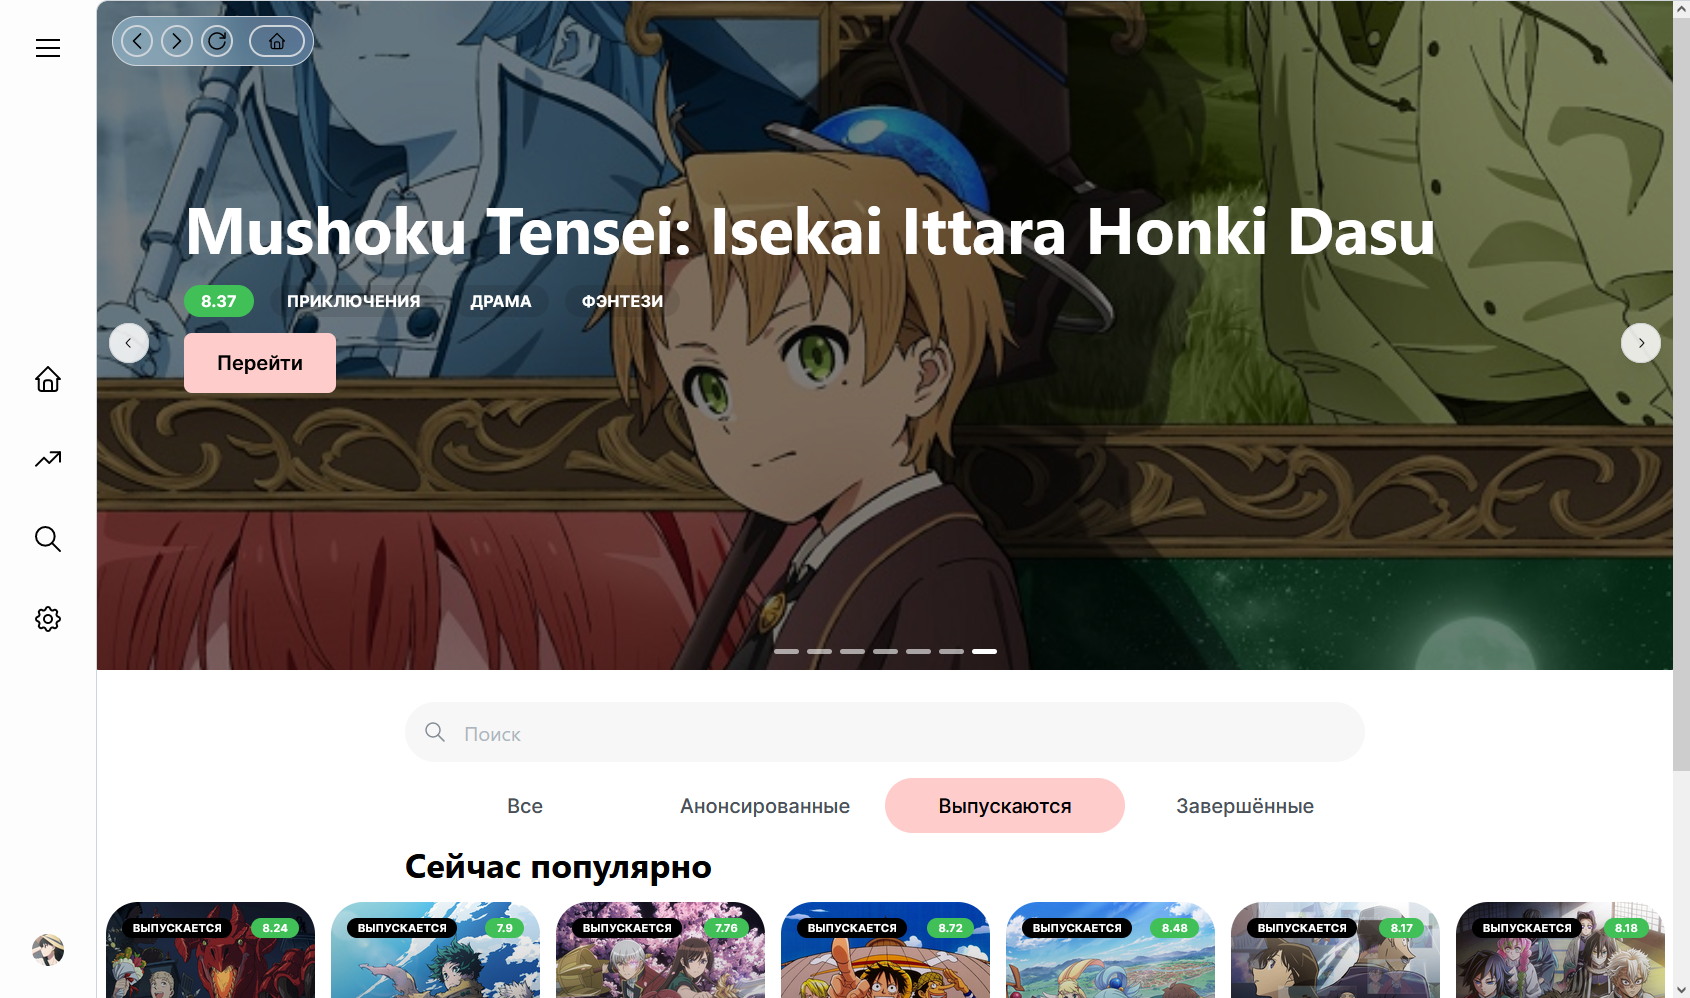 Mushoku Tensei: Isekai Ittara Honki Dasu
8.37 ПРИКЛЮЧЕНИЯ ДРАМА ФЭНТЕЗИ
Перейти
Поиск
Все Анонсированные Выпускаются Завершённые
Сейчас популярно
ВЫПУСКАЕТСЯ 8.24 ВЫПУСКАЕТСЯ 7.9 ВЫПУСКАЕТСЯ 7.76 ВЫПУСКАЕТСЯ 8.72 ВЫПУСКАЕТСЯ 8.48 ВЫПУСКАЕТСЯ 8.17 ВЫПУСКАЕТСЯ 8.18